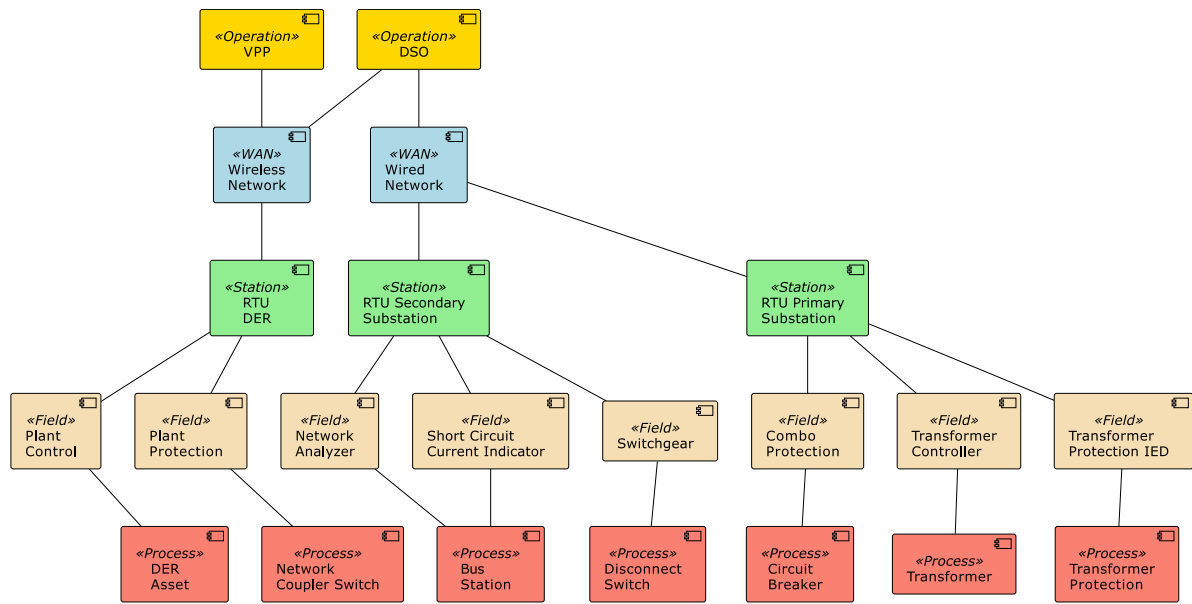 «Operation»
VPP
«Operation»
DSO
«WAN»
Wireless
Network
«WAN»
Wired
Network
«Station»
RTU
DER
«Station»
RTU Secondary
Substation
«Station»
RTU Primary
Substation
«Field»
Plant
Control
«Field»
Plant
Protection
«Field»
Network
Analyzer
«Field»
Short Circuit
Current Indicator
«Field»
Switchgear
«Field»
Combo
Protection
«Field»
Transformer
Controller
«Field»
Transformer
Protection IED
«Process»
DER
Asset
«Process»
Network
Coupler Switch
«Process»
Bus
Station
«Process»
Disconnect
Switch
«Process»
Circuit
Breaker
«Process»
Transformer
«Process»
Transformer
Protection